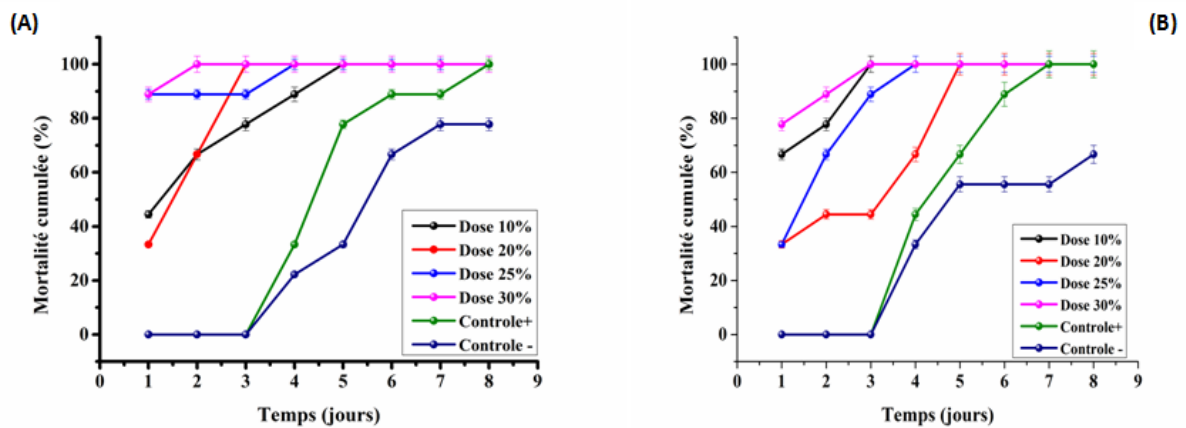 (A)
Mortalité cumulée (%)
100
80
60
40
20
0
0 1 2 3 4 5 6 7 8 9
Temps (jours)
Dose 10%
Dose 20%
Dose 25%
Dose 30%
Controle+
Controle -
(B)
Mortalité cumulée (%)
100
80
60
40
20
0
0 1 2 3 4 5 6 7 8 9
Temps (jours)
Dose 10%
Dose 20%
Dose 25%
Dose 30%
Controle+
Controle -